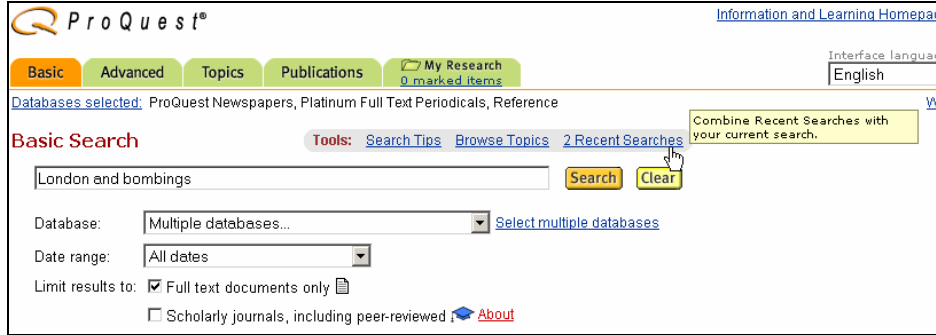 ProQuest®
Information and Learning Homepa
Basic Advanced Topics Publications My Research
0 marked items
Interface langua
English
Databases selected: ProQuest Newspapers, Platinum Full Text Periodicals, Reference
W
Combine Recent Searches with
your current search.
Basic Search Tools: Search Tips Browse Topics 2 Recent Searches
London and bombings Search Clear
Database: Multiple databases... Select multiple databases
Date range: All dates
Limit results to: Full text documents only
Scholarly journals, including peer-reviewed About